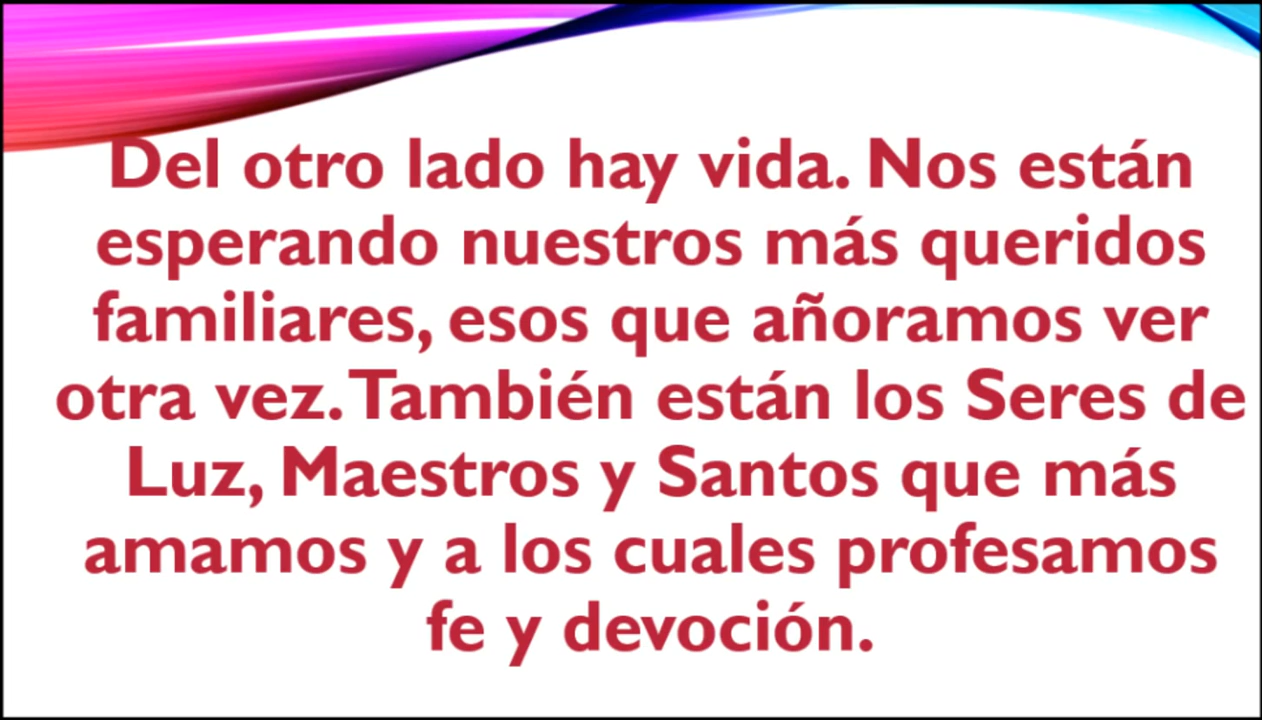 Del otro lado hay vida. Nos están
esperando nuestros más queridos
familiares, esos que añoramos ver
otra vez. También están los Seres de
Luz, Maestros y Santos que más
amamos y a los cuales profesamos
fe y devoción.